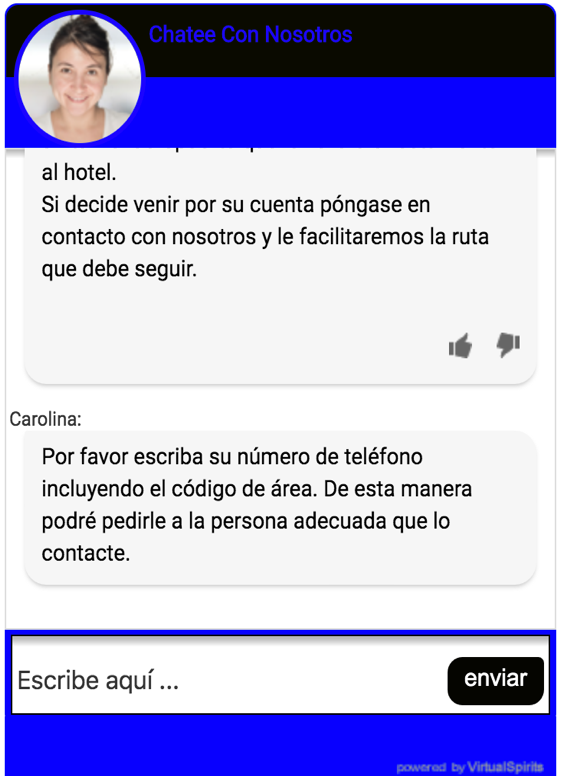 Chatee Con Nosotros
al hotel.
Si decide venir por su cuenta póngase en
contacto con nosotros y le facilitaremos la ruta
que debe seguir.
Carolina:
Por favor escriba su número de teléfono
incluyendo el código de área. De esta manera
podré pedirle a la persona adecuada que lo
contacte.
Escribe aquí ...
enviar
powered by VirtualSpirits